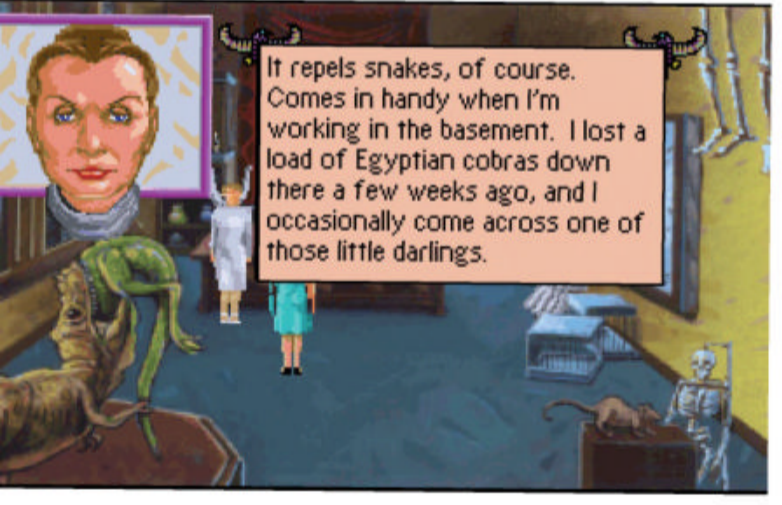 It repels snakes, of course.
Comes in handy when I'm
working in the basement.  I lost a
load of Egyptian cobras down
there a few weeks ago, and I
occasionally come across one of
those little darlings.